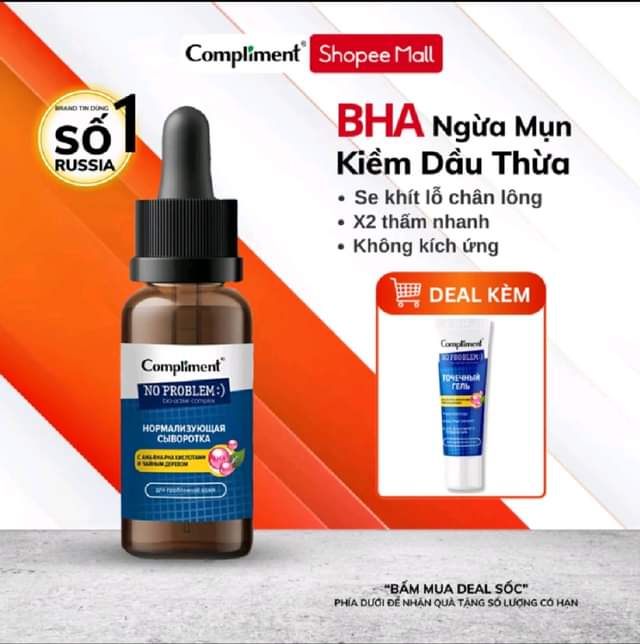 Compliment®
Shopee Mall
BRAND TIN DÙNG
SỐ 1
RUSSIA
BHA Ngừa Mụn
Kiềm Dầu Thừa
• Se khít lỗ chân lông
• X2 thấm nhanh
• Không kích ứng
DEAL KÈM
Compliment
NO PROBLEM:)
ТОЧЕЧНЫЙ
ГЕЛЬ
Compliment®
NO PROBLEM:)
bio-active complex
НОРМАЛИЗУЮЩАЯ
СЫВОРОТКА
С AHA-BHA-PHA КИСЛОТАМИ
И ЧАЙНЫМ ДЕРЕВОМ
для проблемной кожи
“BẤM MUA DEAL SỐC”
PHÍA DƯỚI ĐỂ NHẬN QUÀ TẶNG SỐ LƯỢNG CÓ HẠN